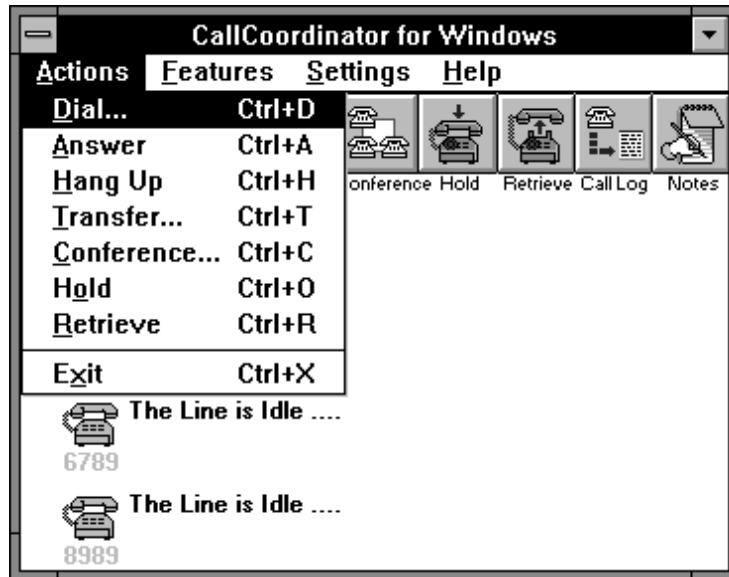 CallCoordinator for Windows
Actions Features Settings Help
Dial... Ctrl+D
Answer Ctrl+A
Hang Up Ctrl+H
Transfer... Ctrl+T
Conference... Ctrl+C
Hold Ctrl+O
Retrieve Ctrl+R
Exit Ctrl+X
onference Hold Retrieve Call Log Notes
The Line is Idle ....
6789
The Line is Idle ....
8989